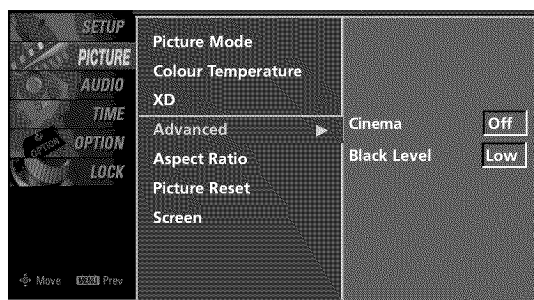 SETUP
PICTURE
AUDIO
TIME
OPTION
LOCK
Move MENU Prev
Picture Mode
Colour Temperature
XD
Advanced ▶
Aspect Ratio
Picture Reset
Screen
Cinema Off
Black Level Low
OPTION